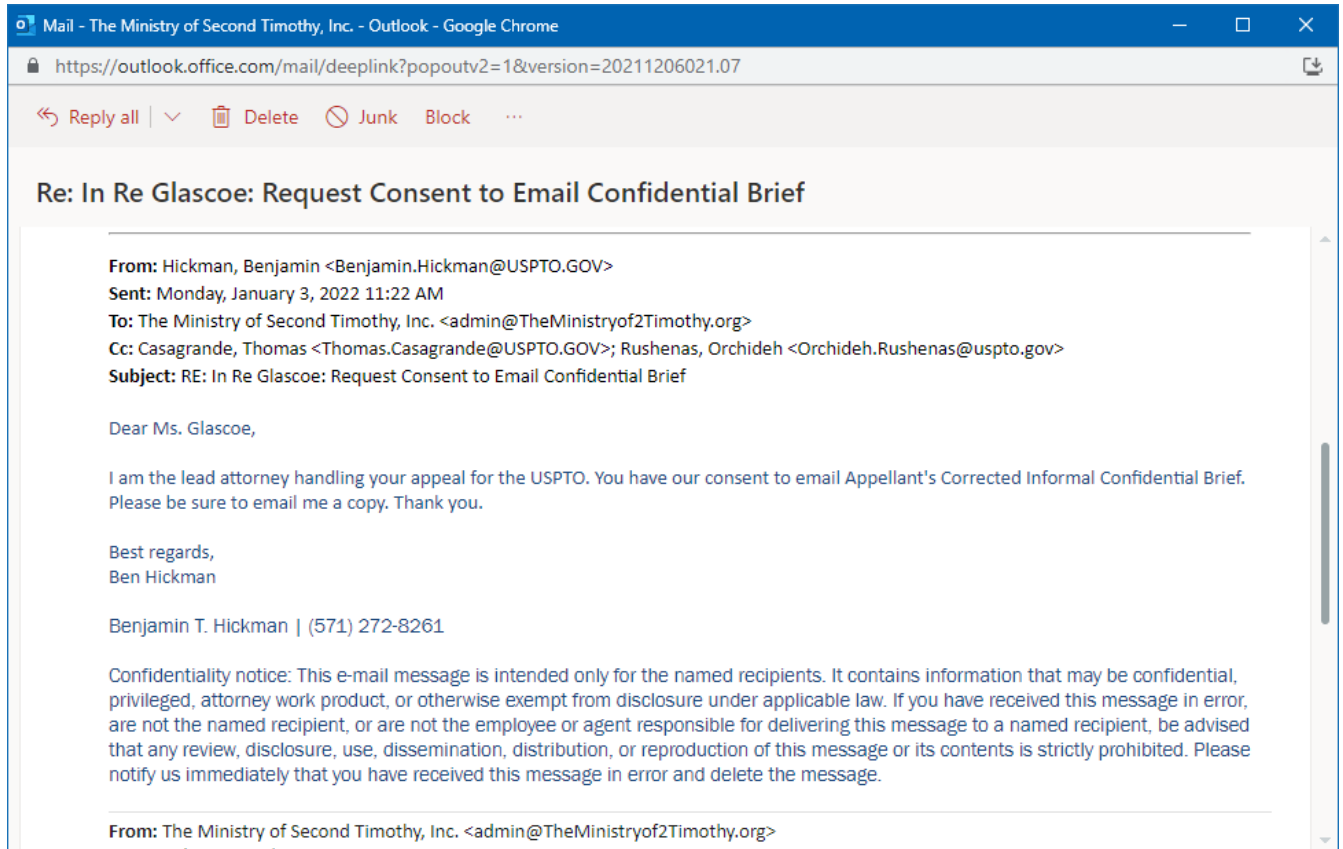 Mail - The Ministry of Second Timothy, Inc. - Outlook - Google Chrome
https://outlook.office.com/mail/deeplink?popoutv2=1&version=20211206021.07
Reply all Delete Junk Block ...
Re: In Re Glascoe: Request Consent to Email Confidential Brief
From: Hickman, Benjamin <Benjamin.Hickman@USPTO.GOV>
Sent: Monday, January 3, 2022 11:22 AM
To: The Ministry of Second Timothy, Inc. <admin@TheMinistryof2Timothy.org>
Cc: Casagrande, Thomas <Thomas.Casagrande@USPTO.GOV>; Rushenas, Orchideh <Orchideh.Rushenas@uspto.gov>
Subject: RE: In Re Glascoe: Request Consent to Email Confidential Brief
Dear Ms. Glascoe,
I am the lead attorney handling your appeal for the USPTO. You have our consent to email Appellant's Corrected Informal Confidential Brief.
Please be sure to email me a copy. Thank you.
Best regards,
Ben Hickman
Benjamin T. Hickman | (571) 272-8261
Confidentiality notice: This e-mail message is intended only for the named recipients. It contains information that may be confidential,
privileged, attorney work product, or otherwise exempt from disclosure under applicable law. If you have received this message in error,
are not the named recipient, or are not the employee or agent responsible for delivering this message to a named recipient, be advised
that any review, disclosure, use, dissemination, distribution, or reproduction of this message or its contents is strictly prohibited. Please
notify us immediately that you have received this message in error and delete the message.
From: The Ministry of Second Timothy, Inc. <admin@TheMinistryof2Timothy.org>